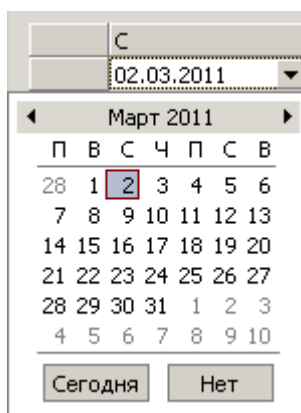 С
02.03.2011
Март 2011
П В С Ч П С В
28 1 2 3 4 5 6
7 8 9 10 11 12 13
14 15 16 17 18 19 20
21 22 23 24 25 26 27
28 29 30 31 1 2 3
4 5 6 7 8 9 10
Сегодня Нет